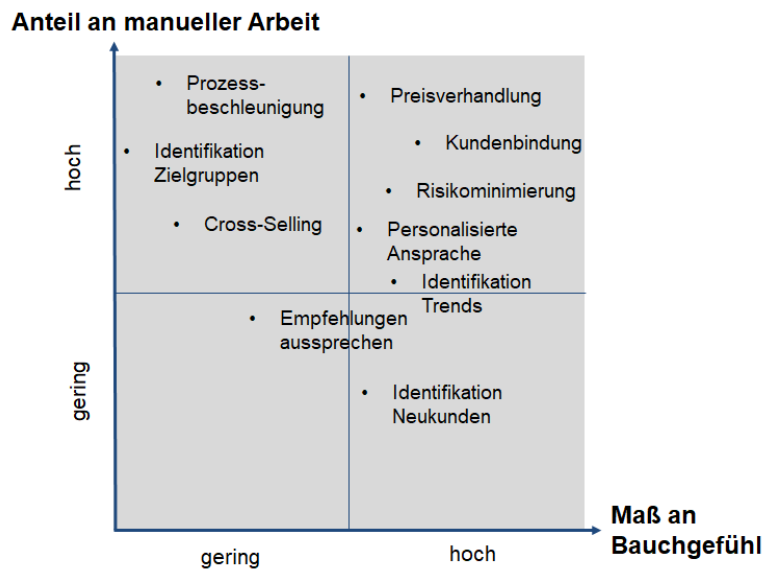 Anteil an manueller Arbeit
hoch
gering
• Prozess-
beschleunigung
• Preisverhandlung
• Kundenbindung
• Identifikation
Zielgruppen
• Risikominimierung
• Cross-Selling
• Personalisierte
Ansprache
• Identifikation
Trends
• Empfehlungen
aussprechen
• Identifikation
Neukunden
gering
hoch
Maß an
Bauchgefühl